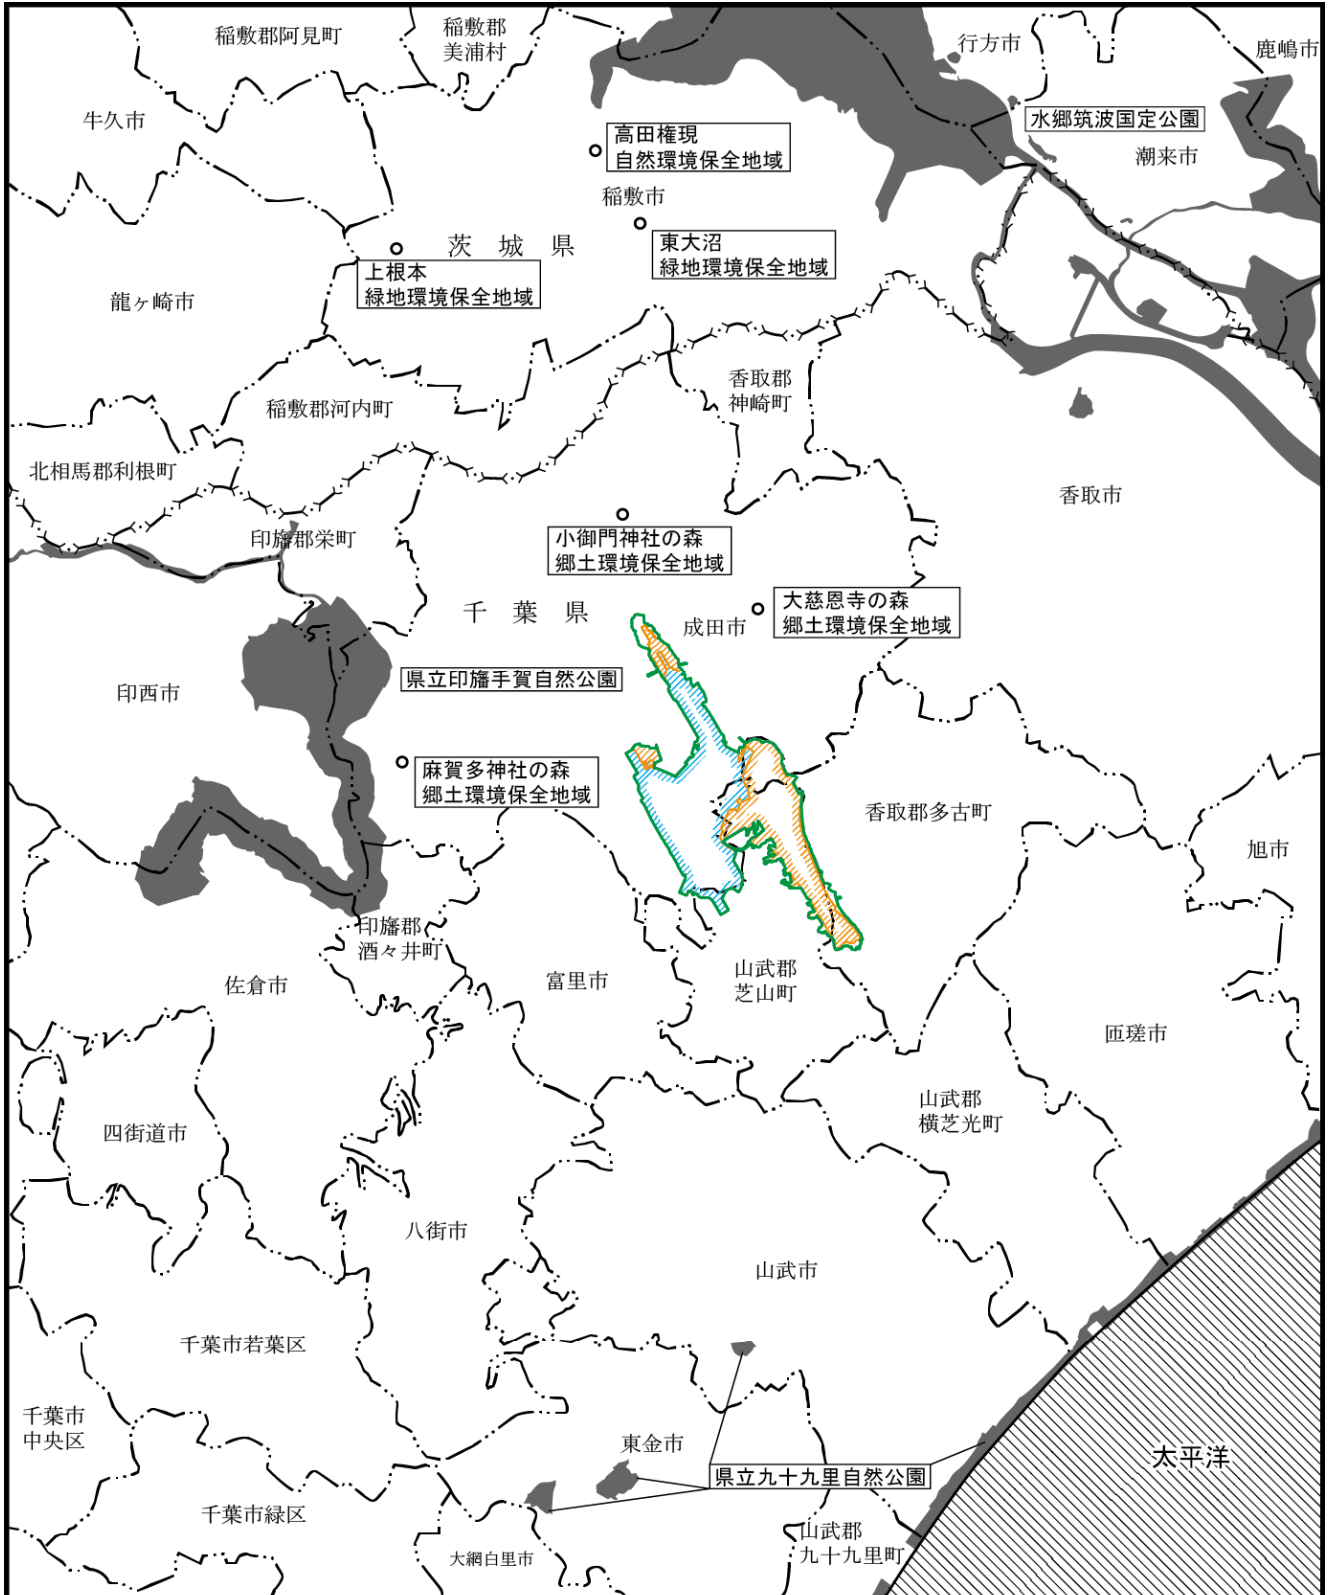 稲敷郡阿見町
稲敷郡
美浦村
行方市
鹿嶋市
牛久市
水郷筑波国定公園
高田権現
自然環境保全地域
潮来市
稲敷市
茨城県
東大沼
緑地環境保全地域
上根本
緑地環境保全地域
龍ヶ崎市
香取郡
神崎町
稲敷郡河内町
北相馬郡利根町
香取市
印旛郡栄町
小御門神社の森
郷土環境保全地域
千葉県
成田市
大慈恩寺の森
郷土環境保全地域
印西市
県立印旛手賀自然公園
麻賀多神社の森
郷土環境保全地域
香取郡多古町
旭市
印旛郡
酒々井町
佐倉市
富里市
山武郡
芝山町
匝瑳市
四街道市
山武郡
横芝光町
八街市
山武市
千葉市若葉区
千葉市
中央区
東金市
太平洋
県立九十九里自然公園
千葉市緑区
大網白里市
山武郡
九十九里町